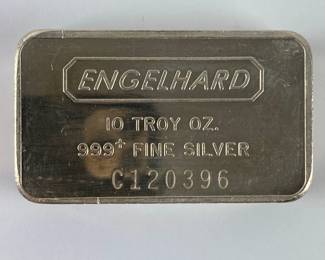 ENGELHARD
10 TROY OZ.
999+ FINE SILVER
C120396